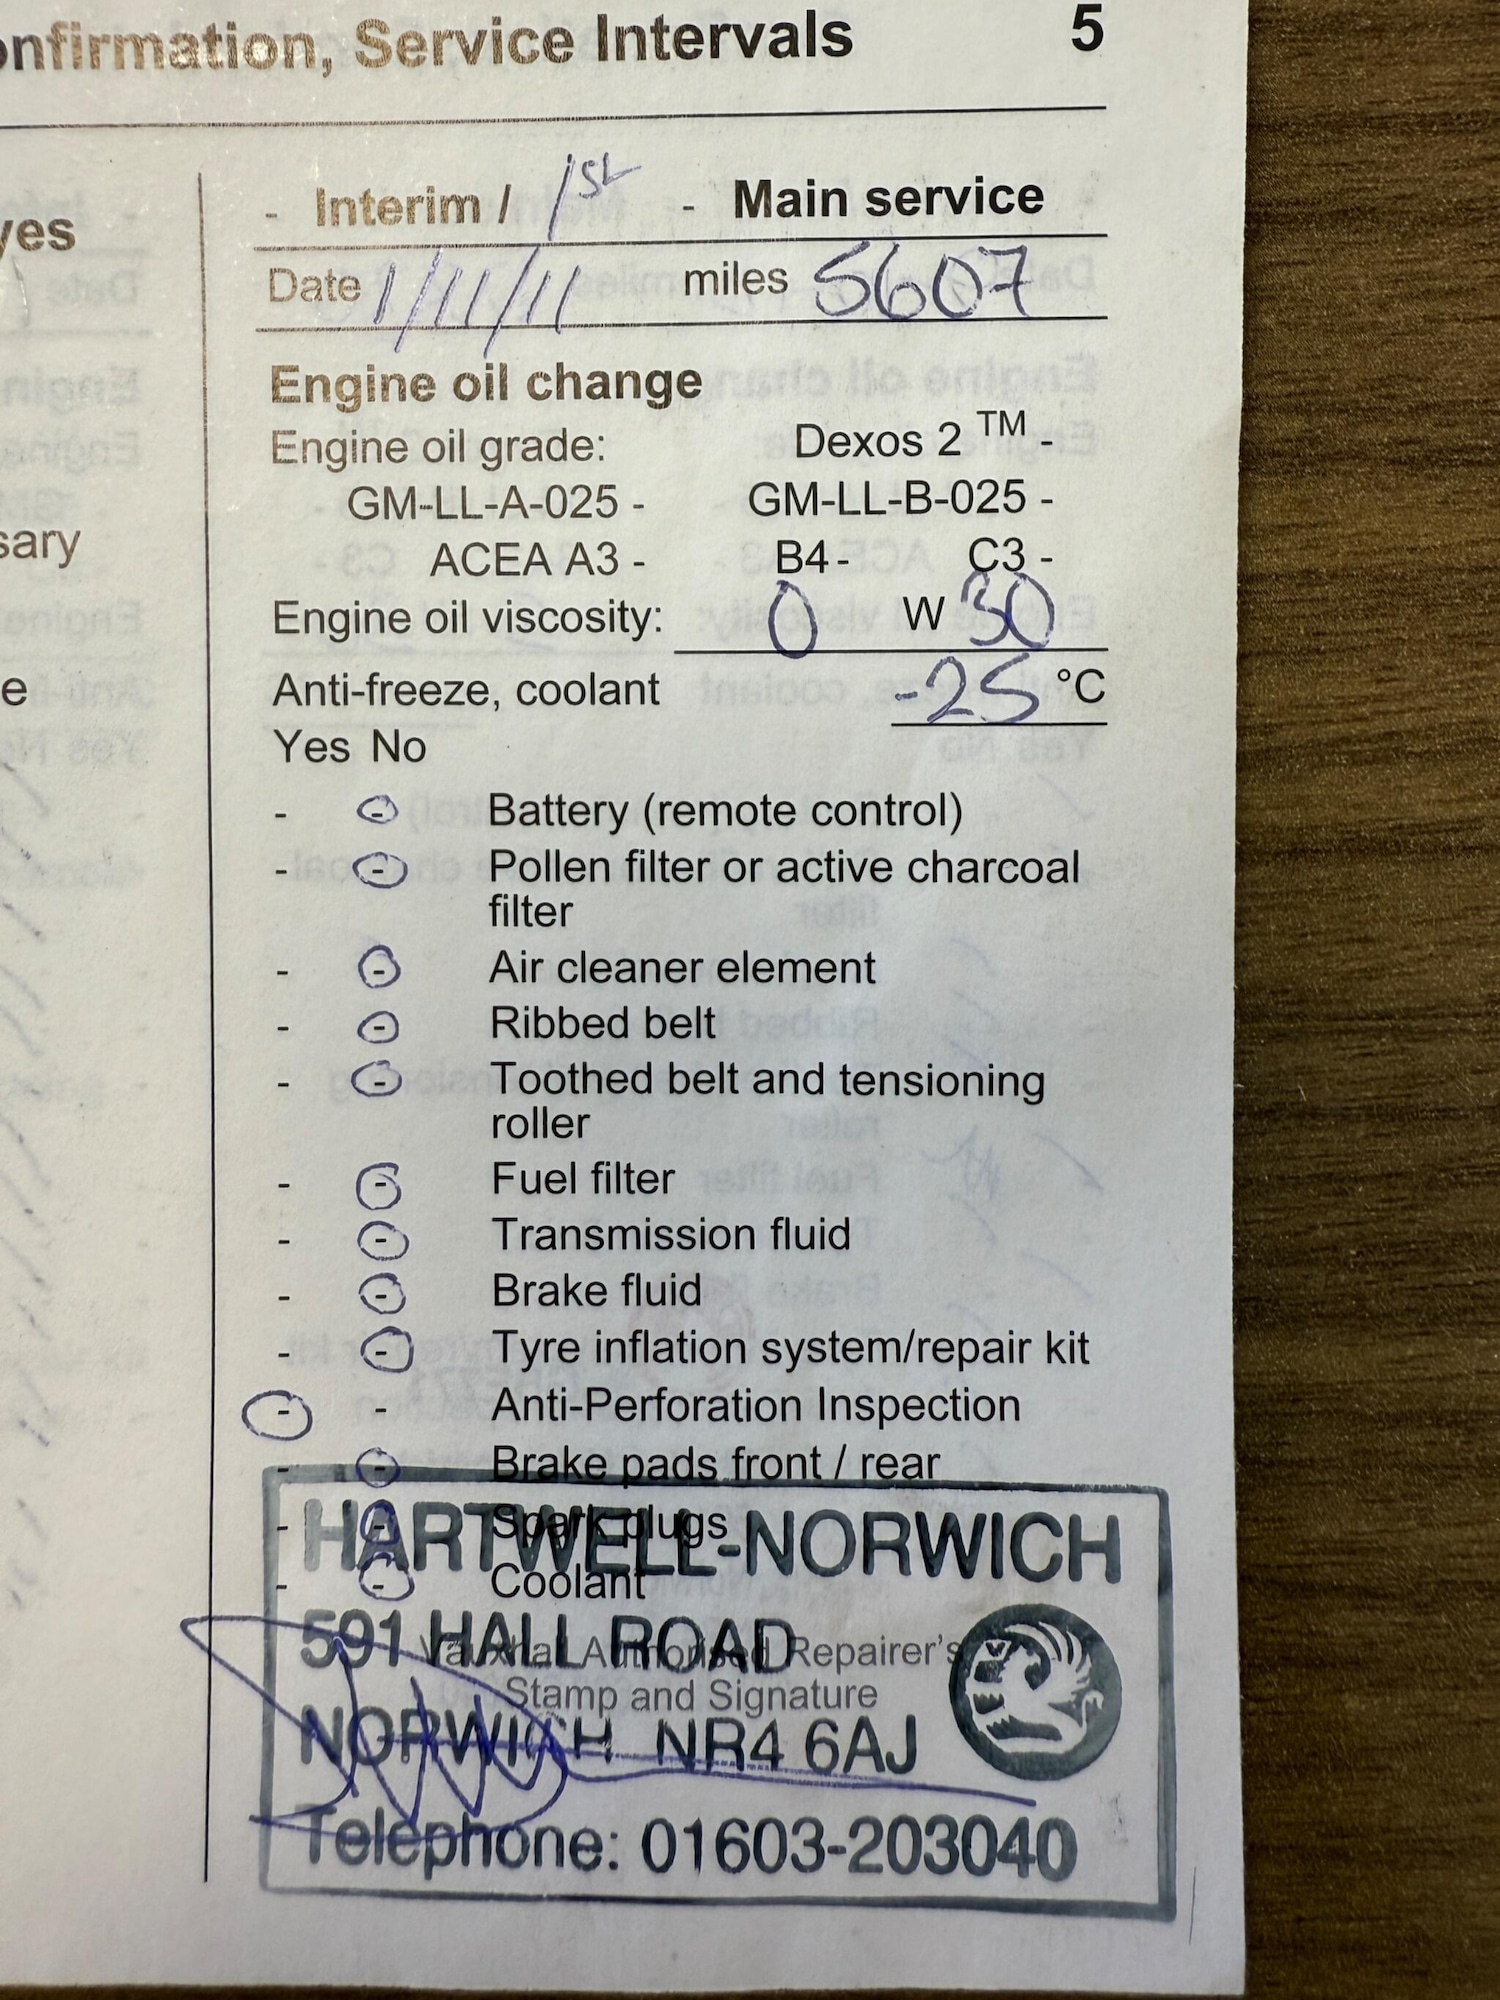 onfirmation, Service Intervals 5
yes
sary
e
- Interim / 1st - Main service
Date 1/11/11 miles 5607
Engine oil change
Engine oil grade: Dexos 2 TM -
GM-LL-A-025 - GM-LL-B-025 -
ACEA A3 - B4 - C3 -
Engine oil viscosity: 0 W 30
Anti-freeze, coolant -25 °C
Yes No
- - Battery (remote control)
- - Pollen filter or active charcoal
filter
- - Air cleaner element
- - Ribbed belt
- - Toothed belt and tensioning
roller
- - Fuel filter
- - Transmission fluid
- - Brake fluid
- - Tyre inflation system/repair kit
- - Anti-Perforation Inspection
- - Brake pads front / rear
- - Spark plugs
- - Coolant
Vauxhall Authorised Repairer's
Stamp and Signature
HARTWELL-NORWICH
591 HALL ROAD
NORWICH NR4 6AJ
Telephone: 01603-203040